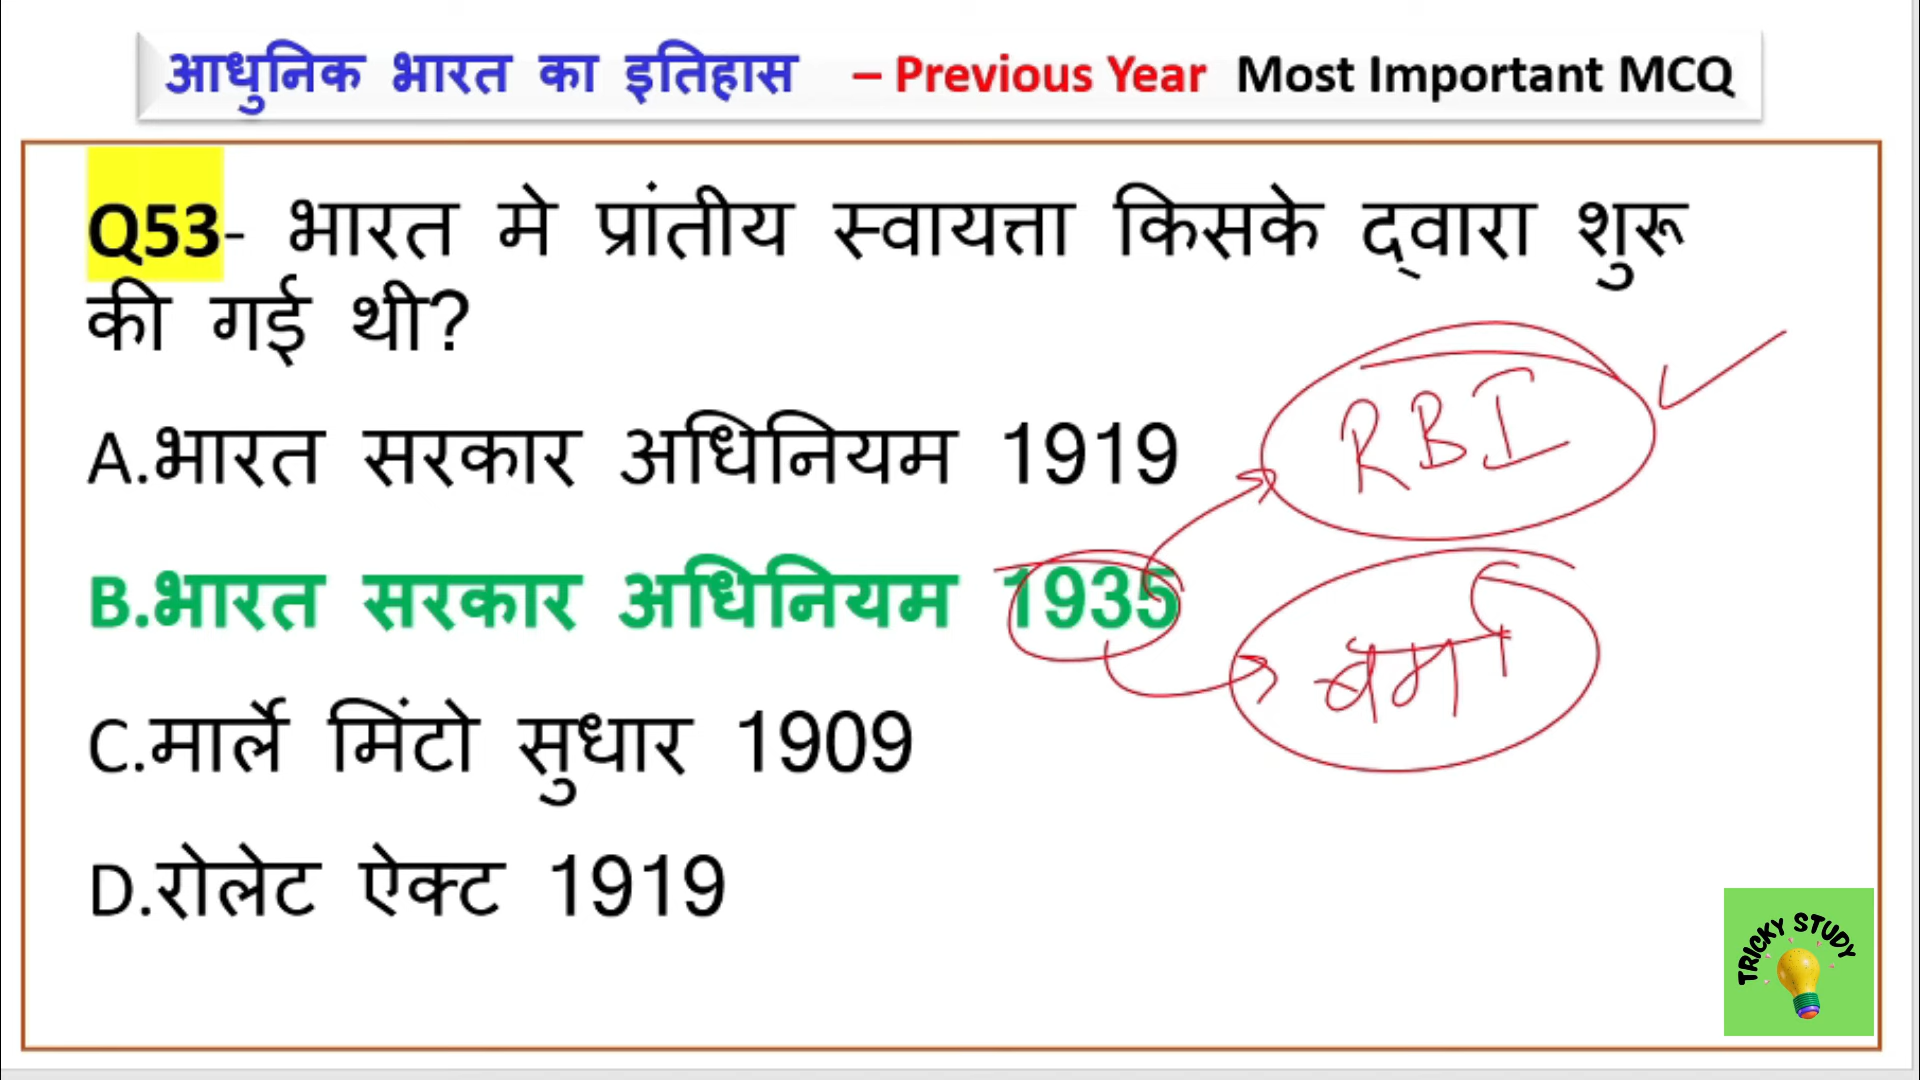 आधुनिक भारत का इतिहास – Previous Year Most Important MCQ
Q53- भारत मे प्रांतीय स्वायत्ता किसके द्वारा शुरू
की गई थी?
A.भारत सरकार अधिनियम 1919
RBI
B.भारत सरकार अधिनियम 1935
बर्मा
C.मार्ले मिंटो सुधार 1909
D.रोलेट ऐक्ट 1919
TRICKY STUDY